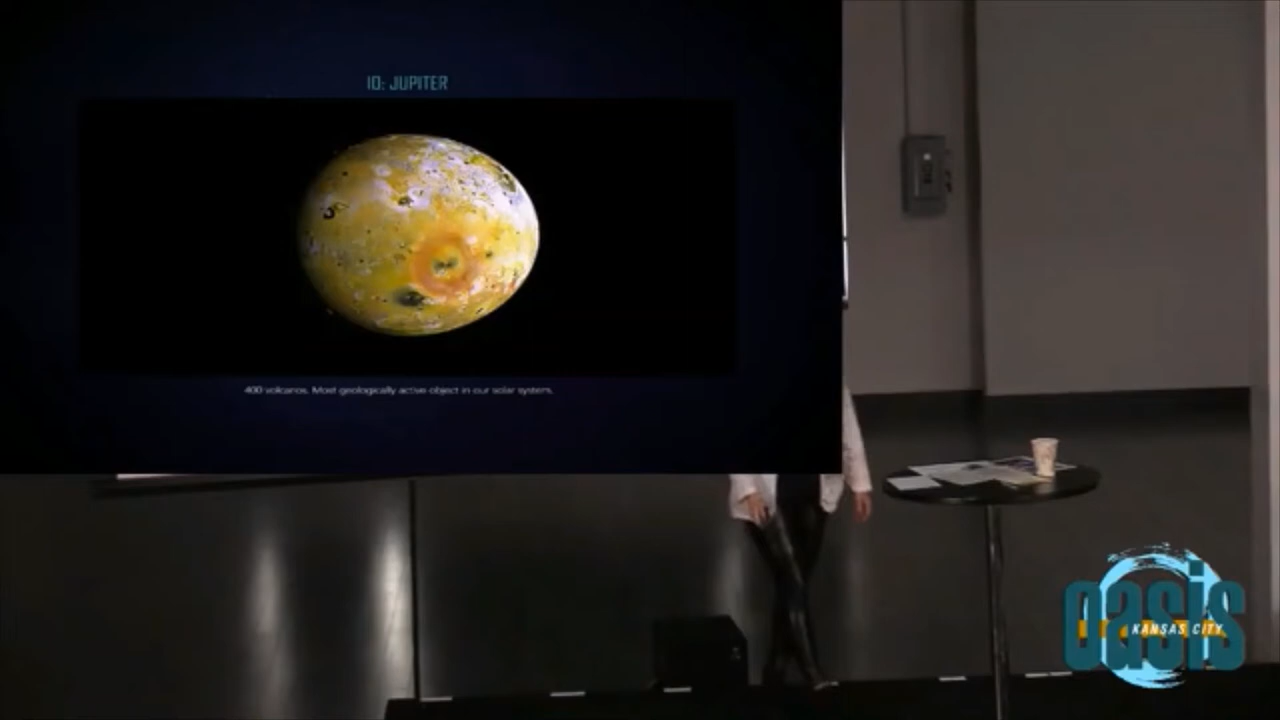 IO: JUPITER
400 volcanos. Most geologically active object in our solar system.
oasis
KANSAS CITY